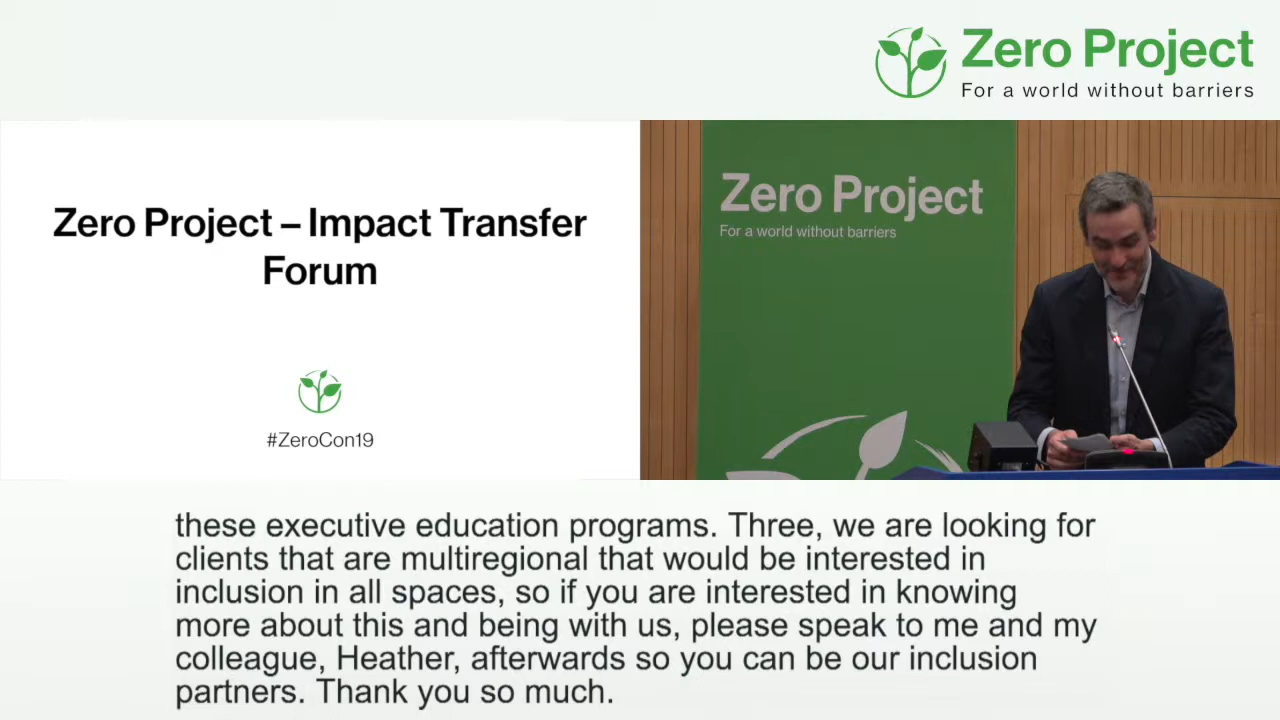 Zero Project
For a world without barriers
Zero Project – Impact Transfer
Forum
#ZeroCon19
Zero Project
For a world without barriers
these executive education programs. Three, we are looking for
clients that are multiregional that would be interested in
inclusion in all spaces, so if you are interested in knowing
more about this and being with us, please speak to me and my
colleague, Heather, afterwards so you can be our inclusion
partners. Thank you so much.